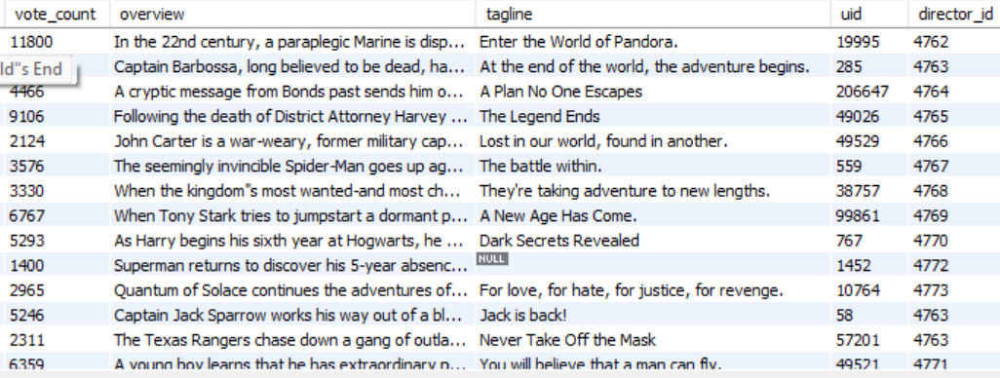 vote_count overview tagline uid director_id
11800 In the 22nd century, a paraplegic Marine is disp... Enter the World of Pandora. 19995 4762
ld"s End Captain Barbossa, long believed to be dead, ha... At the end of the world, the adventure begins. 285 4763
4466 A cryptic message from Bonds past sends him o... A Plan No One Escapes 206647 4764
9106 Following the death of District Attorney Harvey ... The Legend Ends 49026 4765
2124 John Carter is a war-weary, former military cap... Lost in our world, found in another. 49529 4766
3576 The seemingly invincible Spider-Man goes up ag... The battle within. 559 4767
3330 When the kingdom"s most wanted-and most ch... They're taking adventure to new lengths. 38757 4768
6767 When Tony Stark tries to jumpstart a dormant p... A New Age Has Come. 99861 4769
5293 As Harry begins his sixth year at Hogwarts, he ... Dark Secrets Revealed 767 4770
1400 Superman returns to discover his 5-year absenc... NULL 1452 4772
2965 Quantum of Solace continues the adventures of... For love, for hate, for justice, for revenge. 10764 4773
5246 Captain Jack Sparrow works his way out of a bl... Jack is back! 58 4763
2311 The Texas Rangers chase down a gang of outla... Never Take Off the Mask 57201 4763
6359 A young boy learns that he has extraordinary p... You will believe that a man can fly. 49521 4771